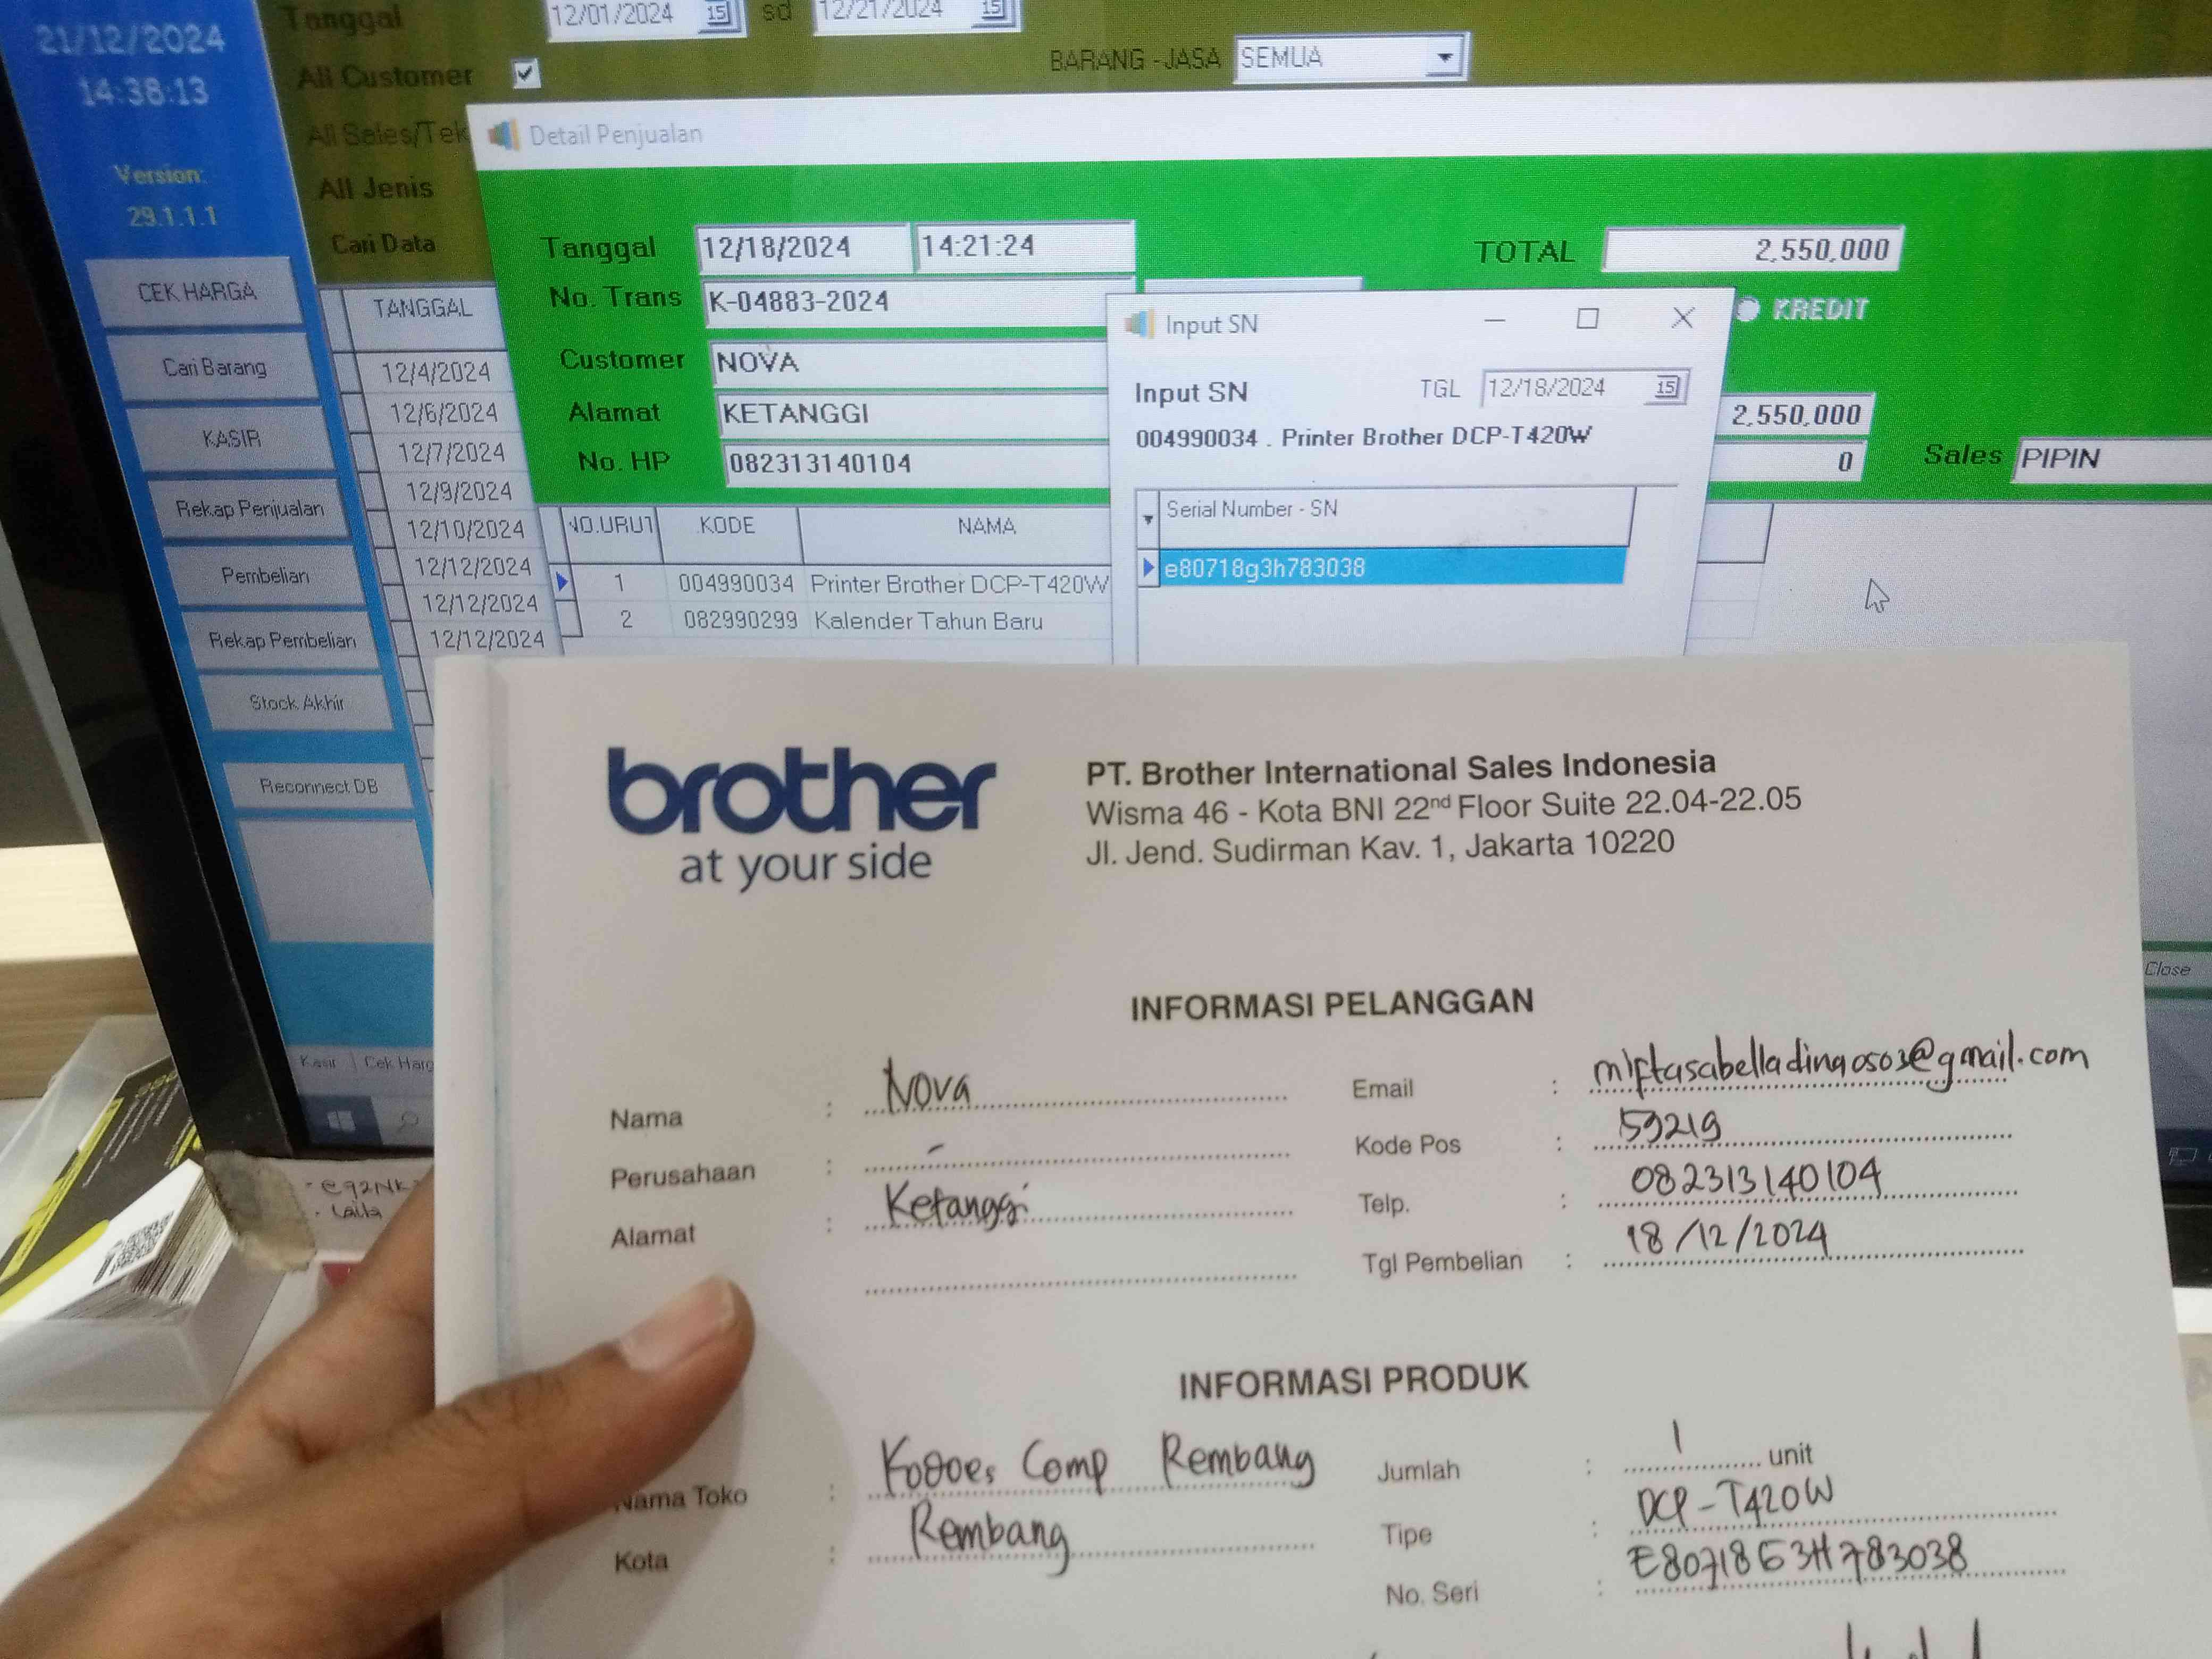 21/12/2024
14:38:13
Version:
29.1.1.1
CEK HARGA
Cari Barang
KASIR
Rekap Penjualan
Pembelian
Rekap Pembelian
Stock Akhir
Reconnect DB
Tanggal 12/01/2024 15 sd 12/21/2024 15
All Customer
BARANG -JASA SEMUA
All Sales/Tek
All Jenis
Cari Data
TANGGAL
12/4/2024
12/6/2024
12/7/2024
12/9/2024
12/10/2024
12/12/2024
12/12/2024
12/12/2024
Kasir Cek Harg
Detail Penjualan
Tanggal 12/18/2024 14:21:24
No. Trans K-04883-2024
Customer NOVA
Alamat KETANGGI
No. HP 082313140104
TOTAL 2,550,000
KREDIT
2,550,000
0
Sales PIPIN
NO.URUT KODE NAMA
1 004990034 Printer Brother DCP-T420W
2 082990299 Kalender Tahun Baru
Input SN
Input SN TGL 12/18/2024 15
004990034 . Printer Brother DCP-T420W
Serial Number - SN
e80718g3h783038
Close
Laila
brother
at your side
PT. Brother International Sales Indonesia
Wisma 46 - Kota BNI 22nd Floor Suite 22.04-22.05
Jl. Jend. Sudirman Kav. 1, Jakarta 10220
INFORMASI PELANGGAN
Nama : Nova
Perusahaan : -
Alamat : Ketanggi
Email : miftasabelladina0503@gmail.com
Kode Pos : 59219
Telp. : 082313140104
Tgl Pembelian : 18/12/2024
INFORMASI PRODUK
Nama Toko : Kodoes Comp Rembang
Kota : Rembang
Jumlah : 1 unit
Tipe : DCP-T420W
No. Seri : E80718G3H783038